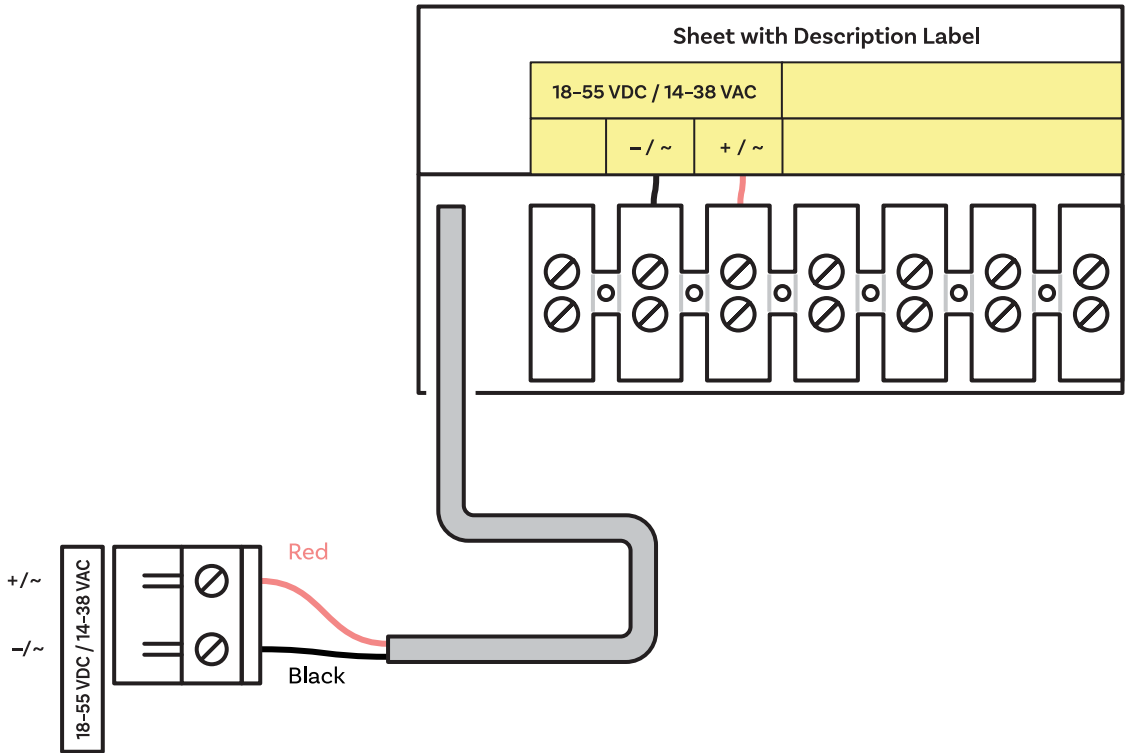 Sheet with Description Label
18–55 VDC / 14–38 VAC
– / ~
+ / ~
Red
+/~
–/~
18–55 VDC / 14–38 VAC
Black